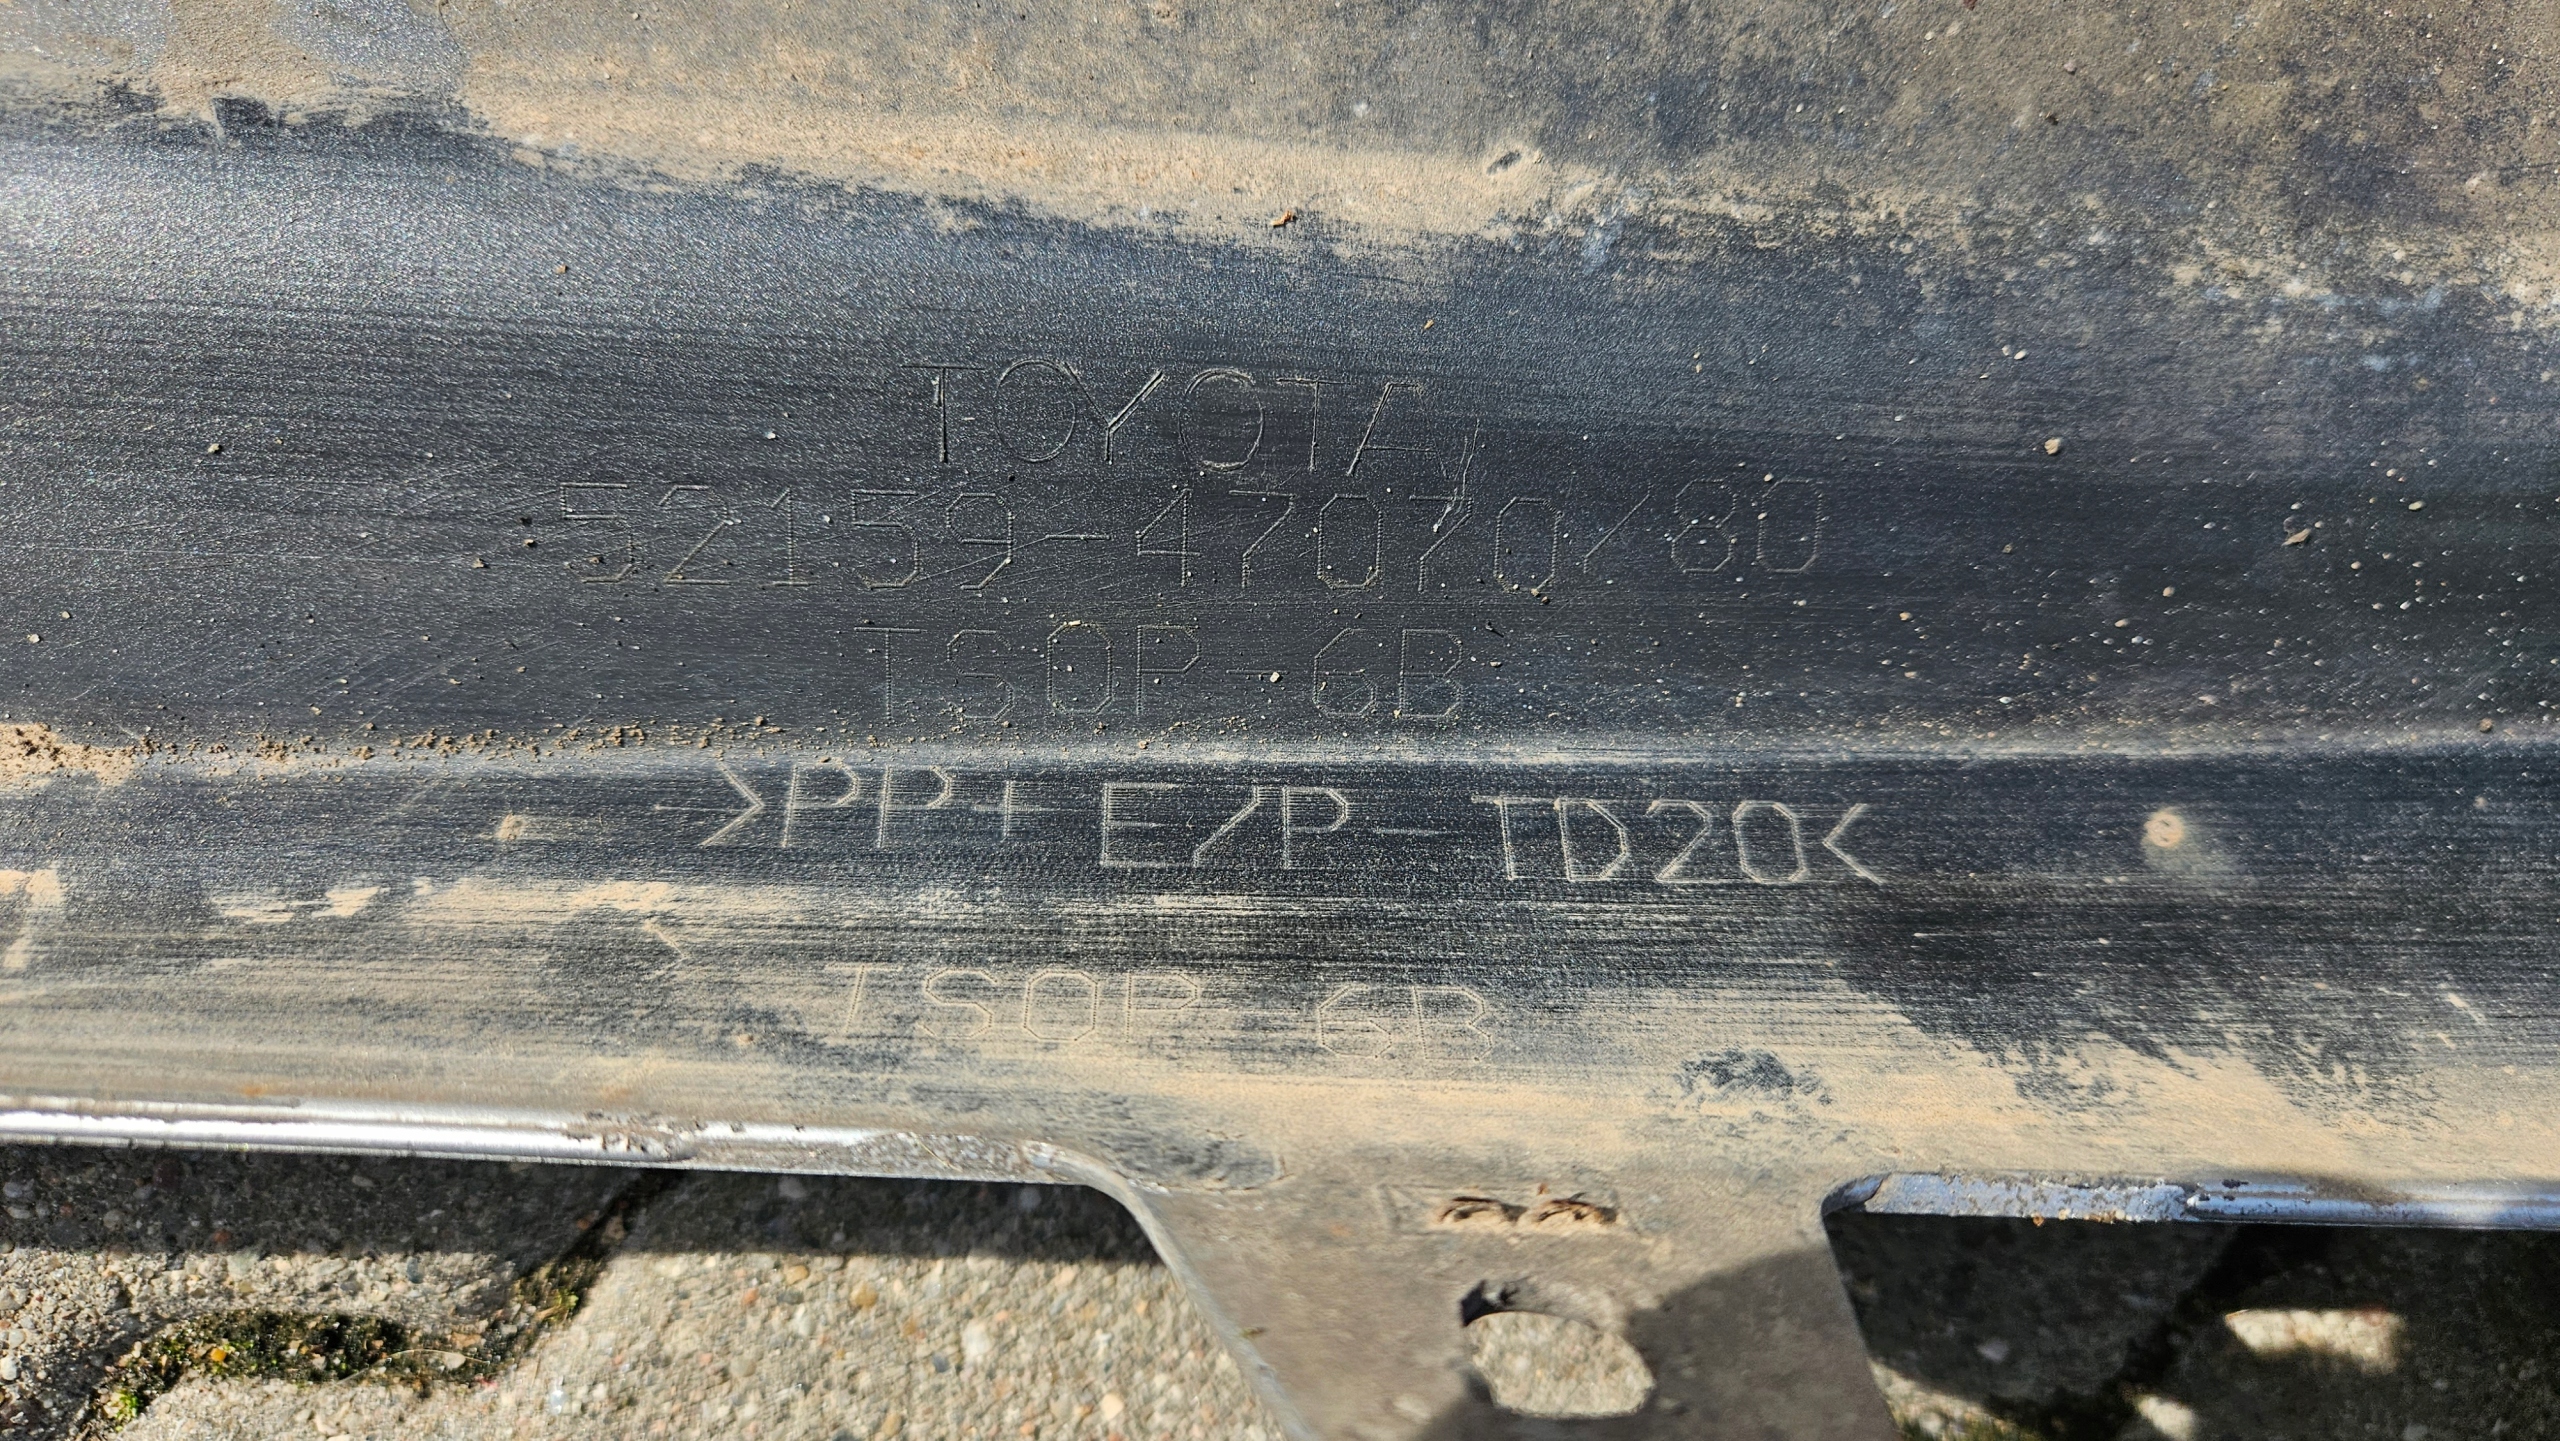 TOYOTA
52159-47070/80
TSOP-6B
>PP+E/P-TD20<
> TSOP 6B